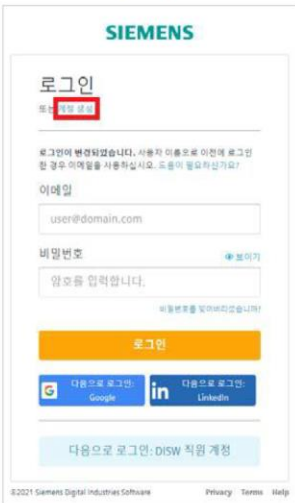 SIEMENS
로그인
또는 계정 생성
로그인이 변경되었습니다. 사용자 이름으로 이전에 로그인
한 경우 이메일을 사용하십시오. 도움이 필요하신가요?
이메일
user@domain.com
비밀번호
보이기
암호를 입력합니다.
비밀번호를 잊어버리셨습니까?
로그인
다음으로 로그인:
Google
다음으로 로그인:
LinkedIn
다음으로 로그인: DISW 직원 계정
©2021 Siemens Digital Industries Software Privacy Terms Help